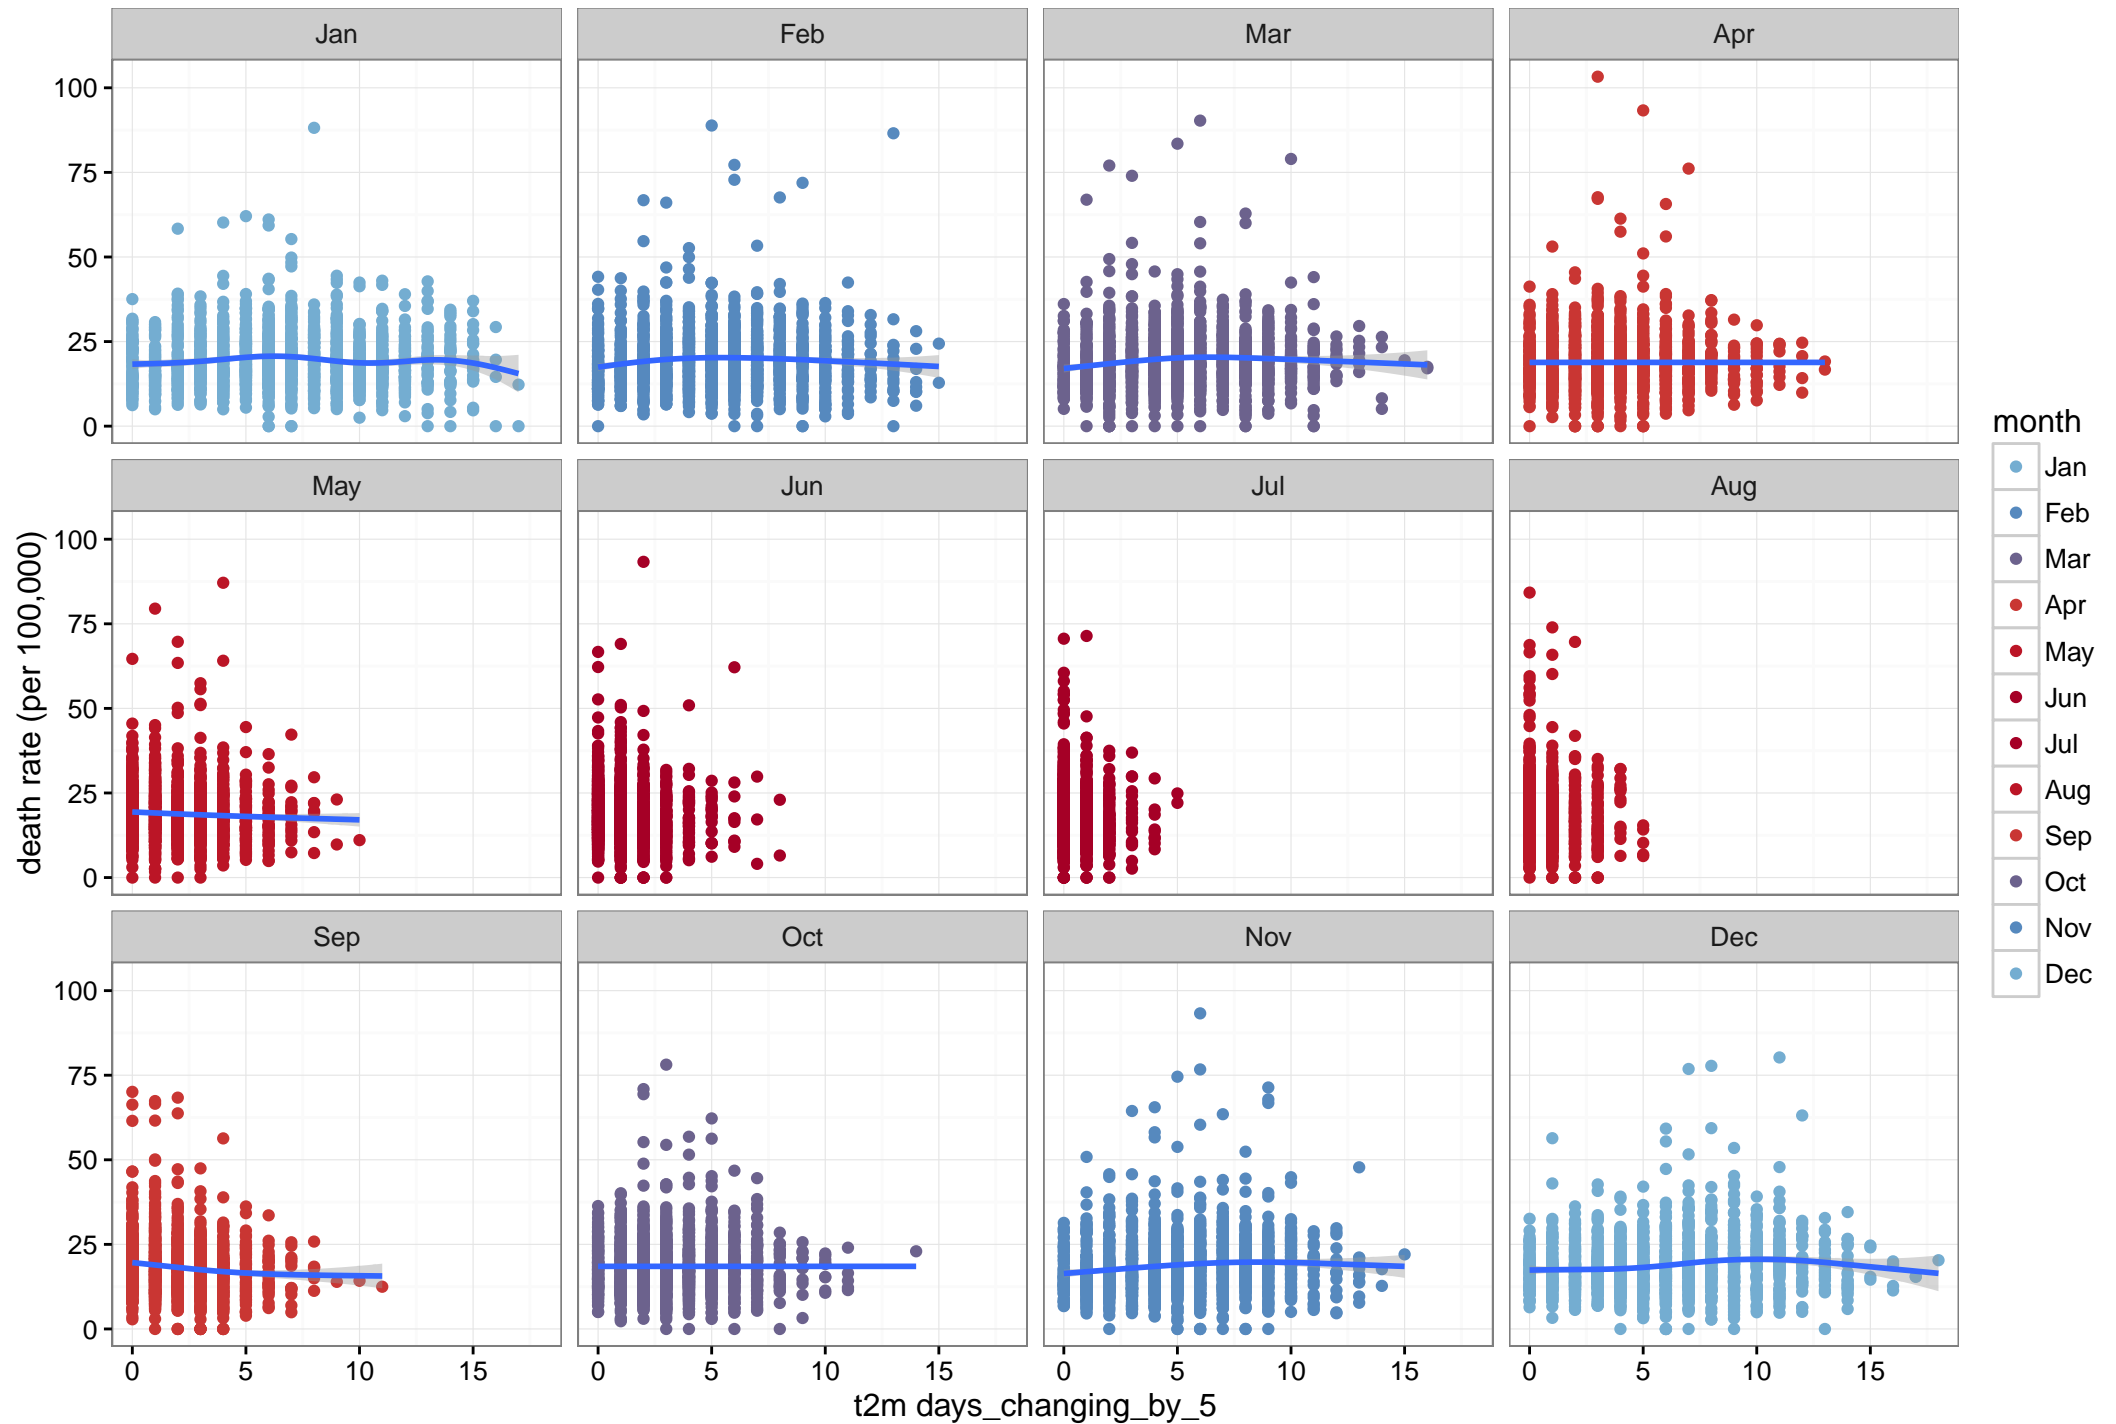 Jan Feb Mar Apr
100
75
50
25
0
May Jun Jul Aug
100
75
50
25
0
Sep Oct Nov Dec
100
75
50
25
0
0 5 10 15 0 5 10 15 0 5 10 15 0 5 10 15
t2m days_changing_by_5
death rate (per 100,000)
month
Jan
Feb
Mar
Apr
May
Jun
Jul
Aug
Sep
Oct
Nov
Dec